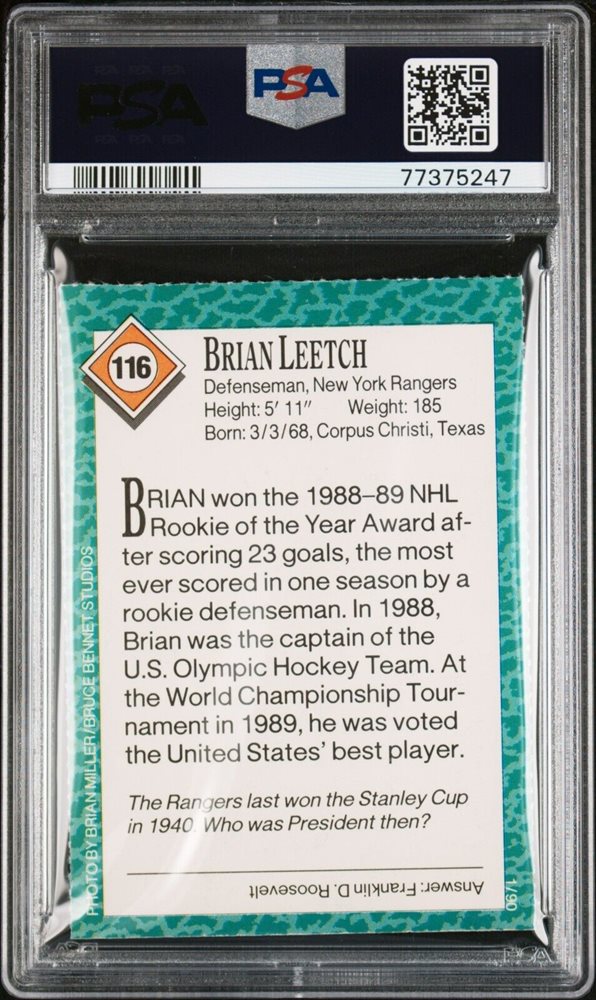 PSA
PSA
77375247
116
BRIAN LEETCH
Defenseman, New York Rangers
Height: 5' 11" Weight: 185
Born: 3/3/68, Corpus Christi, Texas
BRIAN won the 1988–89 NHL
Rookie of the Year Award af-
ter scoring 23 goals, the most
ever scored in one season by a
rookie defenseman. In 1988,
Brian was the captain of the
U.S. Olympic Hockey Team. At
the World Championship Tour-
nament in 1989, he was voted
the United States' best player.
The Rangers last won the Stanley Cup
in 1940. Who was President then?
Answer: Franklin D. Roosevelt
PHOTO BY BRIAN MILLER/BRUCE BENNET STUDIOS
1/90
PSA